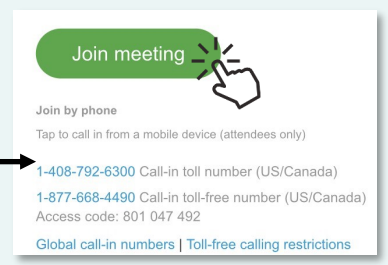 Join meeting
Join by phone
Tap to call in from a mobile device (attendees only)
1-408-792-6300 Call-in toll number (US/Canada)
1-877-668-4490 Call-in toll-free number (US/Canada)
Access code: 801 047 492
Global call-in numbers | Toll-free calling restrictions